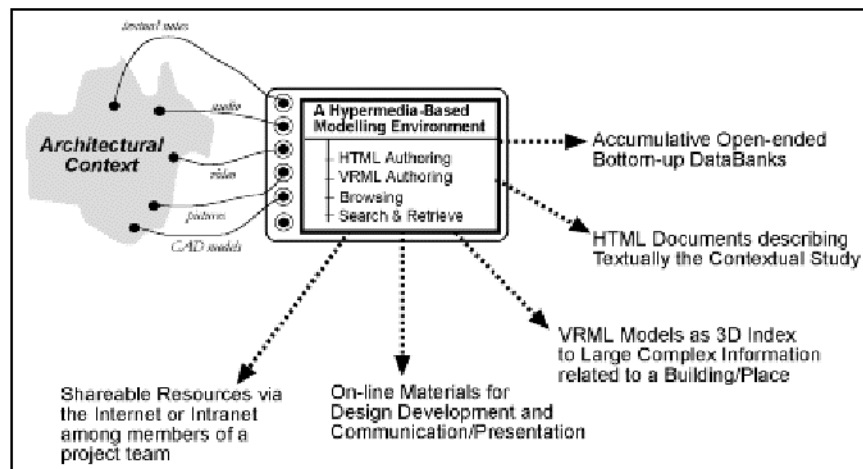 textual notes
audio
Architectural
Context
video
pictures
CAD models
A Hypermedia-Based
Modelling Environment
HTML Authoring
VRML Authoring
Browsing
Search & Retrieve
Accumulative Open-ended
Bottom-up DataBanks
HTML Documents describing
Textually the Contextual Study
VRML Models as 3D Index
to Large Complex Information
related to a Building/Place
On-line Materials for
Design Development and
Communication/Presentation
Shareable Resources via
the Internet or Intranet
among members of a
project team